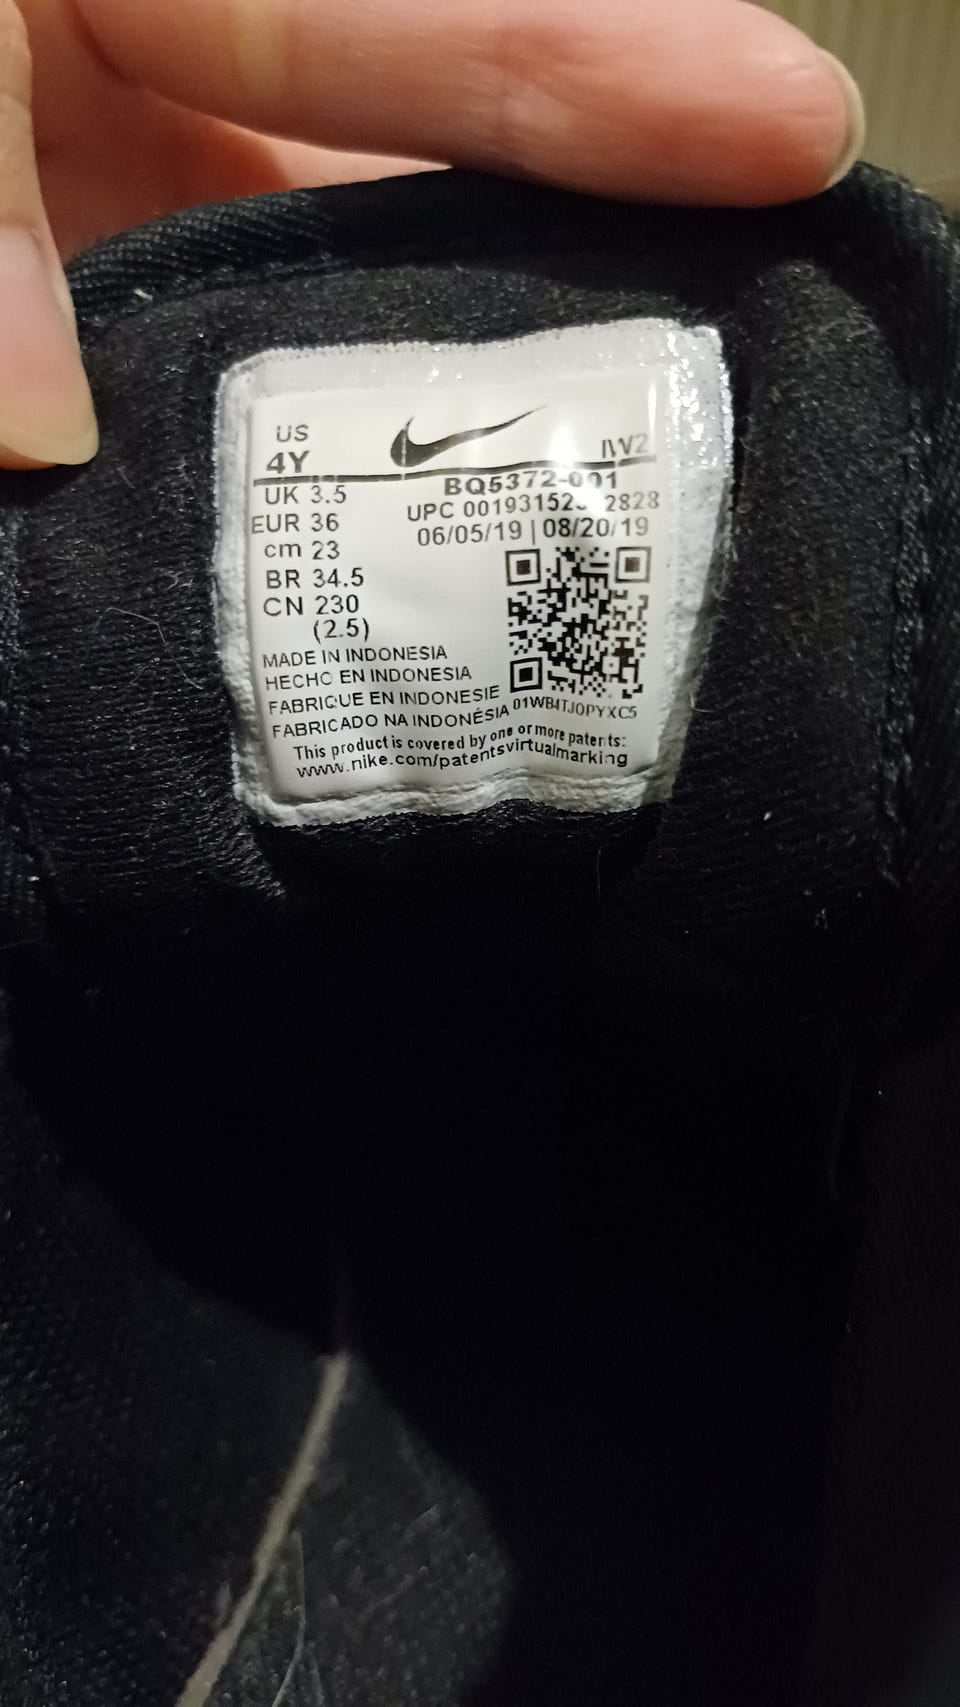 US
4Y
IW2
UK 3.5
EUR 36
cm 23
BR 34.5
CN 230
(2.5)
BQ5372-001
UPC
06/05/19 | 08/20/19
MADE IN INDONESIA
HECHO EN INDONESIA
FABRIQUE EN INDONESIE
FABRICADO NA INDONÉSIA
01WB4TJ0PYXC5
This product is covered by one or more patents:
www.nike.com/patentsvirtualmarking